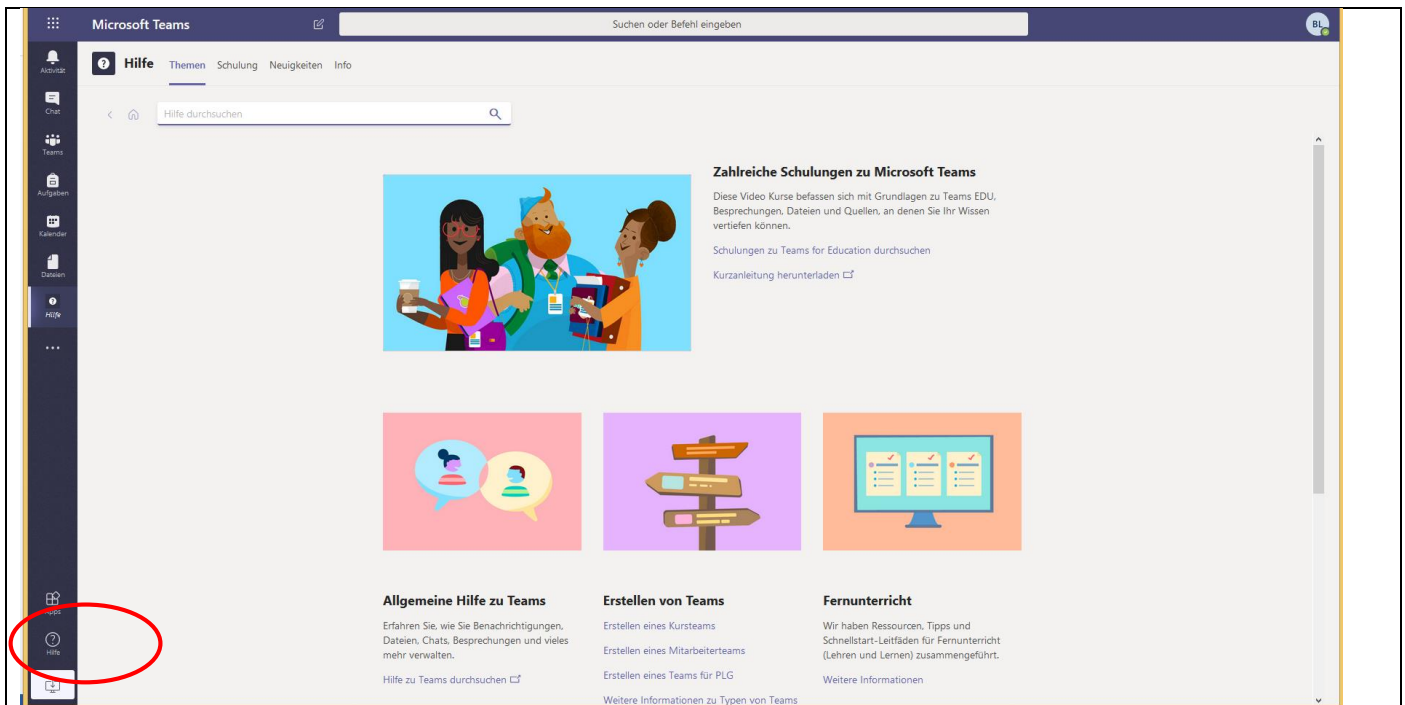 Microsoft Teams
Suchen oder Befehl eingeben
BL
Aktivität
Chat
Teams
Aufgaben
Kalender
Dateien
Hilfe
Apps
Hilfe
Hilfe
Themen
Schulung
Neuigkeiten
Info
Hilfe durchsuchen
Zahlreiche Schulungen zu Microsoft Teams
Diese Video Kurse befassen sich mit Grundlagen zu Teams EDU,
Besprechungen, Dateien und Quellen, an denen Sie Ihr Wissen
vertiefen können.
Schulungen zu Teams for Education durchsuchen
Kurzanleitung herunterladen
Allgemeine Hilfe zu Teams
Erfahren Sie, wie Sie Benachrichtigungen,
Dateien, Chats, Besprechungen und vieles
mehr verwalten.
Hilfe zu Teams durchsuchen
Erstellen von Teams
Erstellen eines Kursteams
Erstellen eines Mitarbeiterteams
Erstellen eines Teams für PLG
Weitere Informationen zu Typen von Teams
Fernunterricht
Wir haben Ressourcen, Tipps und
Schnellstart-Leitfäden für Fernunterricht
(Lehren und Lernen) zusammengeführt.
Weitere Informationen